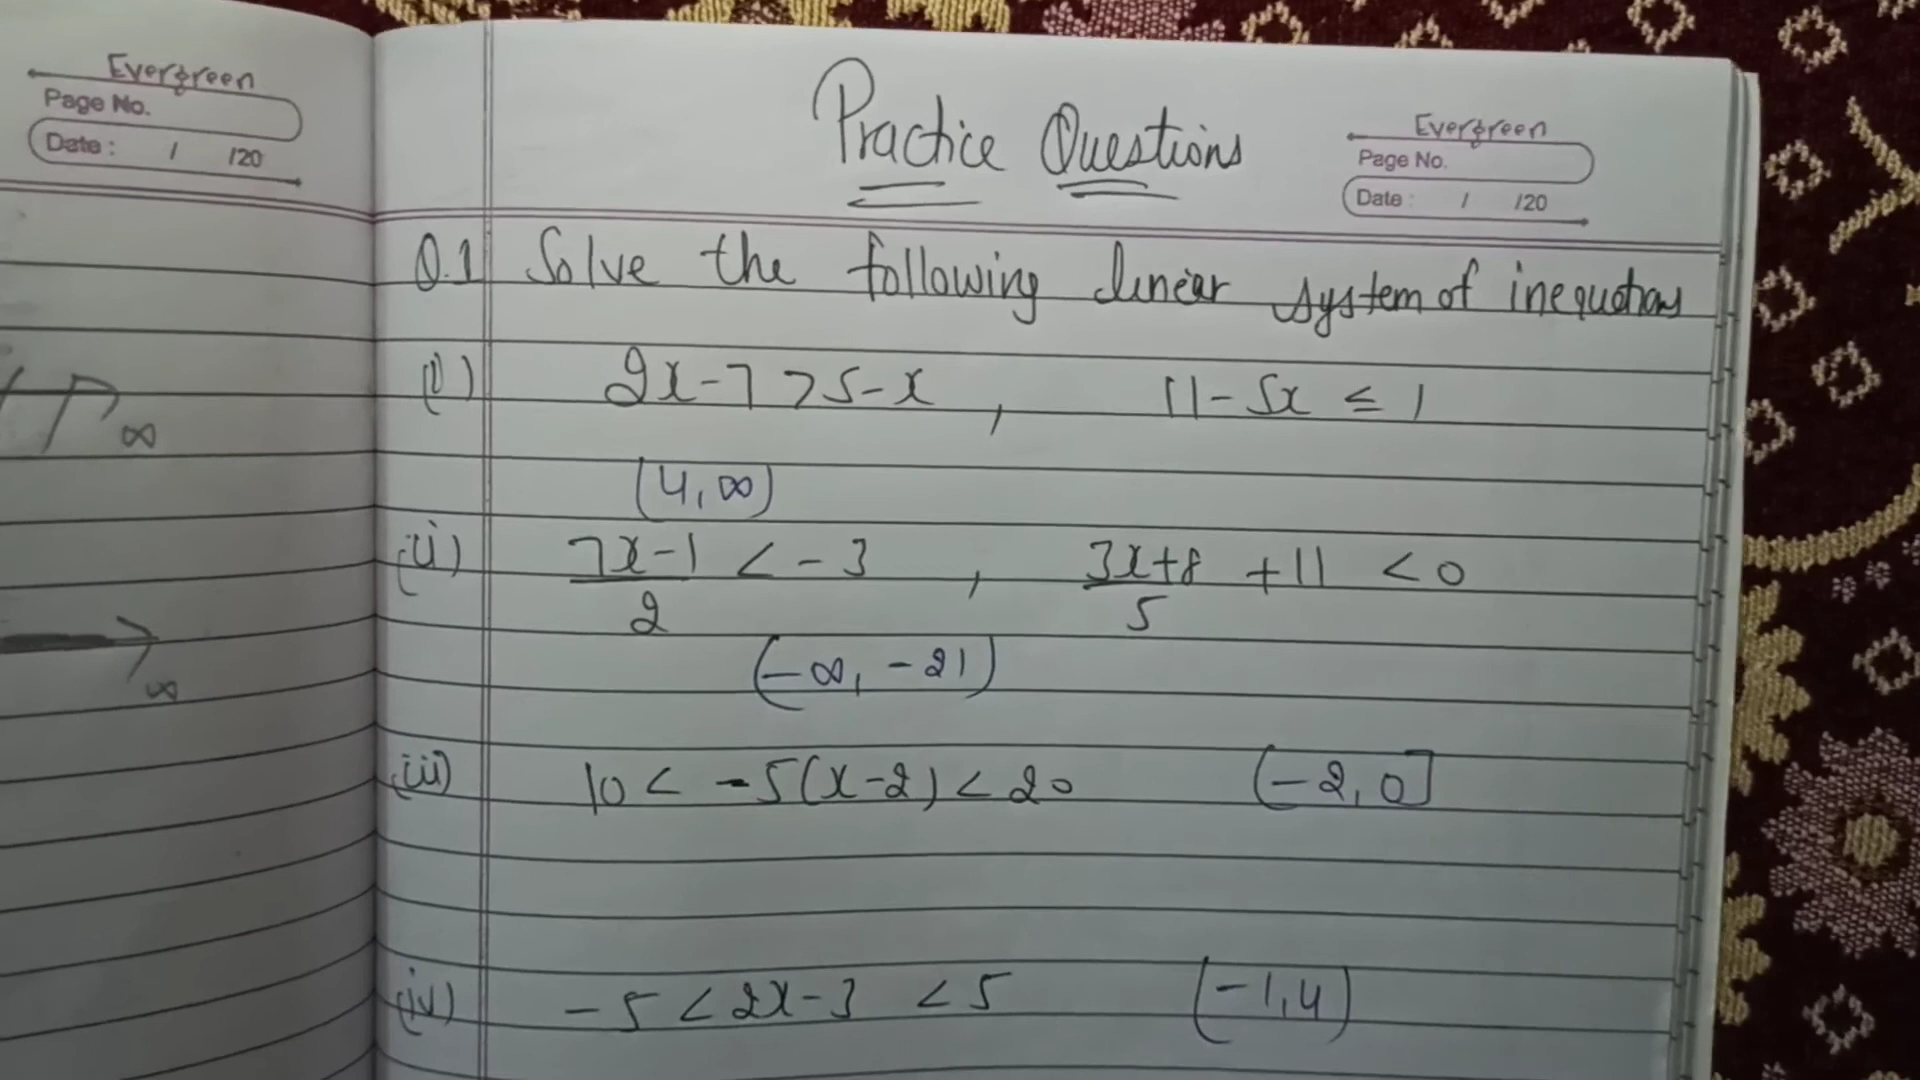 Evergreen
Page No.
Date : / /20
∞
∞
Practice Questions
Evergreen
Page No.
Date : / /20
Q.1 Solve the following linear system of inequations
(i) 2x-7 > 5-x , 11-5x ≤ 1
(4, ∞)
(ii) 7x-1/2 < -3 , 3x+8/5 +11 < 0
(-∞, -21)
(iii) 10 < -5(x-2) < 20 (-2, 0]
(iv) -5 < 2x-3 < 5 (-1, 4)